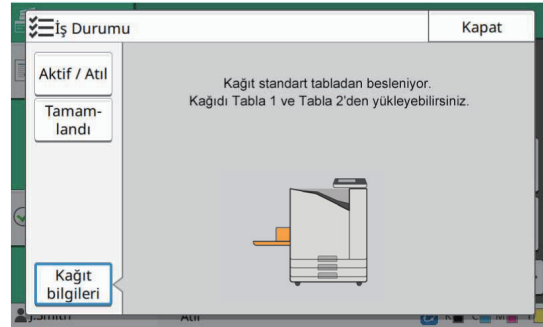 İş Durumu
Kapat
Aktif / Atıl
Tamam-
landı
Kağıt standart tabladan besleniyor.
Kağıdı Tabla 1 ve Tabla 2'den yükleyebilirsiniz.
Kağıt
bilgileri
J.Smith
Atıl
K C M Y